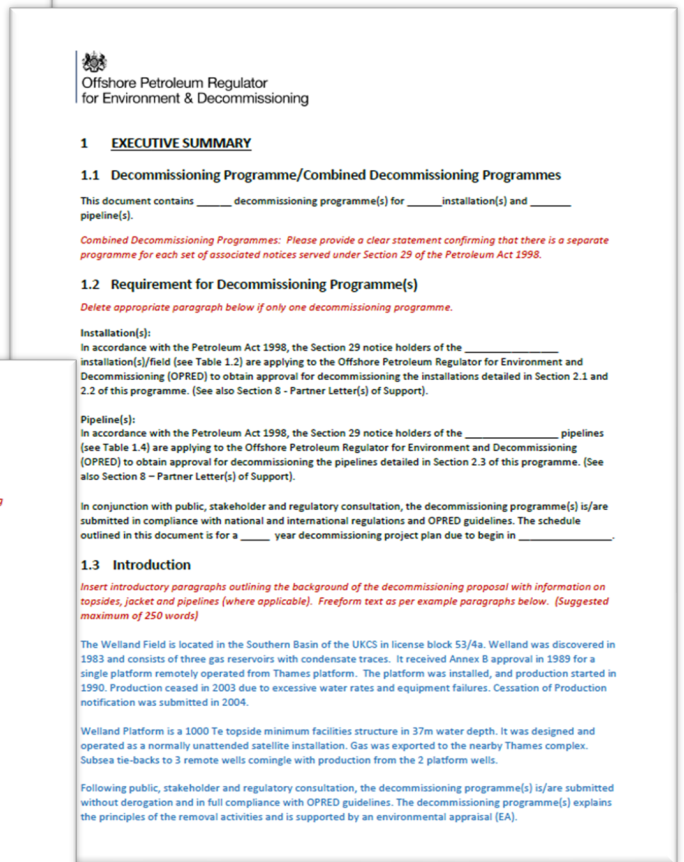 Offshore Petroleum Regulator
for Environment & Decommissioning
1 EXECUTIVE SUMMARY
1.1 Decommissioning Programme/Combined Decommissioning Programmes
This document contains ______ decommissioning programme(s) for ______installation(s) and _______
pipeline(s).
Combined Decommissioning Programmes: Please provide a clear statement confirming that there is a separate
programme for each set of associated notices served under Section 29 of the Petroleum Act 1998.
1.2 Requirement for Decommissioning Programme(s)
Delete appropriate paragraph below if only one decommissioning programme.
Installation(s):
In accordance with the Petroleum Act 1998, the Section 29 notice holders of the ________________
installation(s)/field (see Table 1.2) are applying to the Offshore Petroleum Regulator for Environment and
Decommissioning (OPRED) to obtain approval for decommissioning the installations detailed in Section 2.1 and
2.2 of this programme. (See also Section 8 - Partner Letter(s) of Support).
Pipeline(s):
In accordance with the Petroleum Act 1998, the Section 29 notice holders of the ________________ pipelines
(see Table 1.4) are applying to the Offshore Petroleum Regulator for Environment and Decommissioning
(OPRED) to obtain approval for decommissioning the pipelines detailed in Section 2.3 of this programme. (See
also Section 8 – Partner Letter(s) of Support).
In conjunction with public, stakeholder and regulatory consultation, the decommissioning programme(s) is/are
submitted in compliance with national and international regulations and OPRED guidelines. The schedule
outlined in this document is for a _____ year decommissioning project plan due to begin in ________________.
1.3 Introduction
Insert introductory paragraphs outlining the background of the decommissioning proposal with information on
topsides, jacket and pipelines (where applicable). Freeform text as per example paragraphs below. (Suggested
maximum of 250 words)
The Welland Field is located in the Southern Basin of the UKCS in license block 53/4a. Welland was discovered in
1983 and consists of three gas reservoirs with condensate traces. It received Annex B approval in 1989 for a
single platform remotely operated from Thames platform. The platform was installed, and production started in
1990. Production ceased in 2003 due to excessive water rates and equipment failures. Cessation of Production
notification was submitted in 2004.
Welland Platform is a 1000 Te topside minimum facilities structure in 37m water depth. It was designed and
operated as a normally unattended satellite installation. Gas was exported to the nearby Thames complex.
Subsea tie-backs to 3 remote wells comingle with production from the 2 platform wells.
Following public, stakeholder and regulatory consultation, the decommissioning programme(s) is/are submitted
without derogation and in full compliance with OPRED guidelines. The decommissioning programme(s) explains
the principles of the removal activities and is supported by an environmental appraisal (EA).